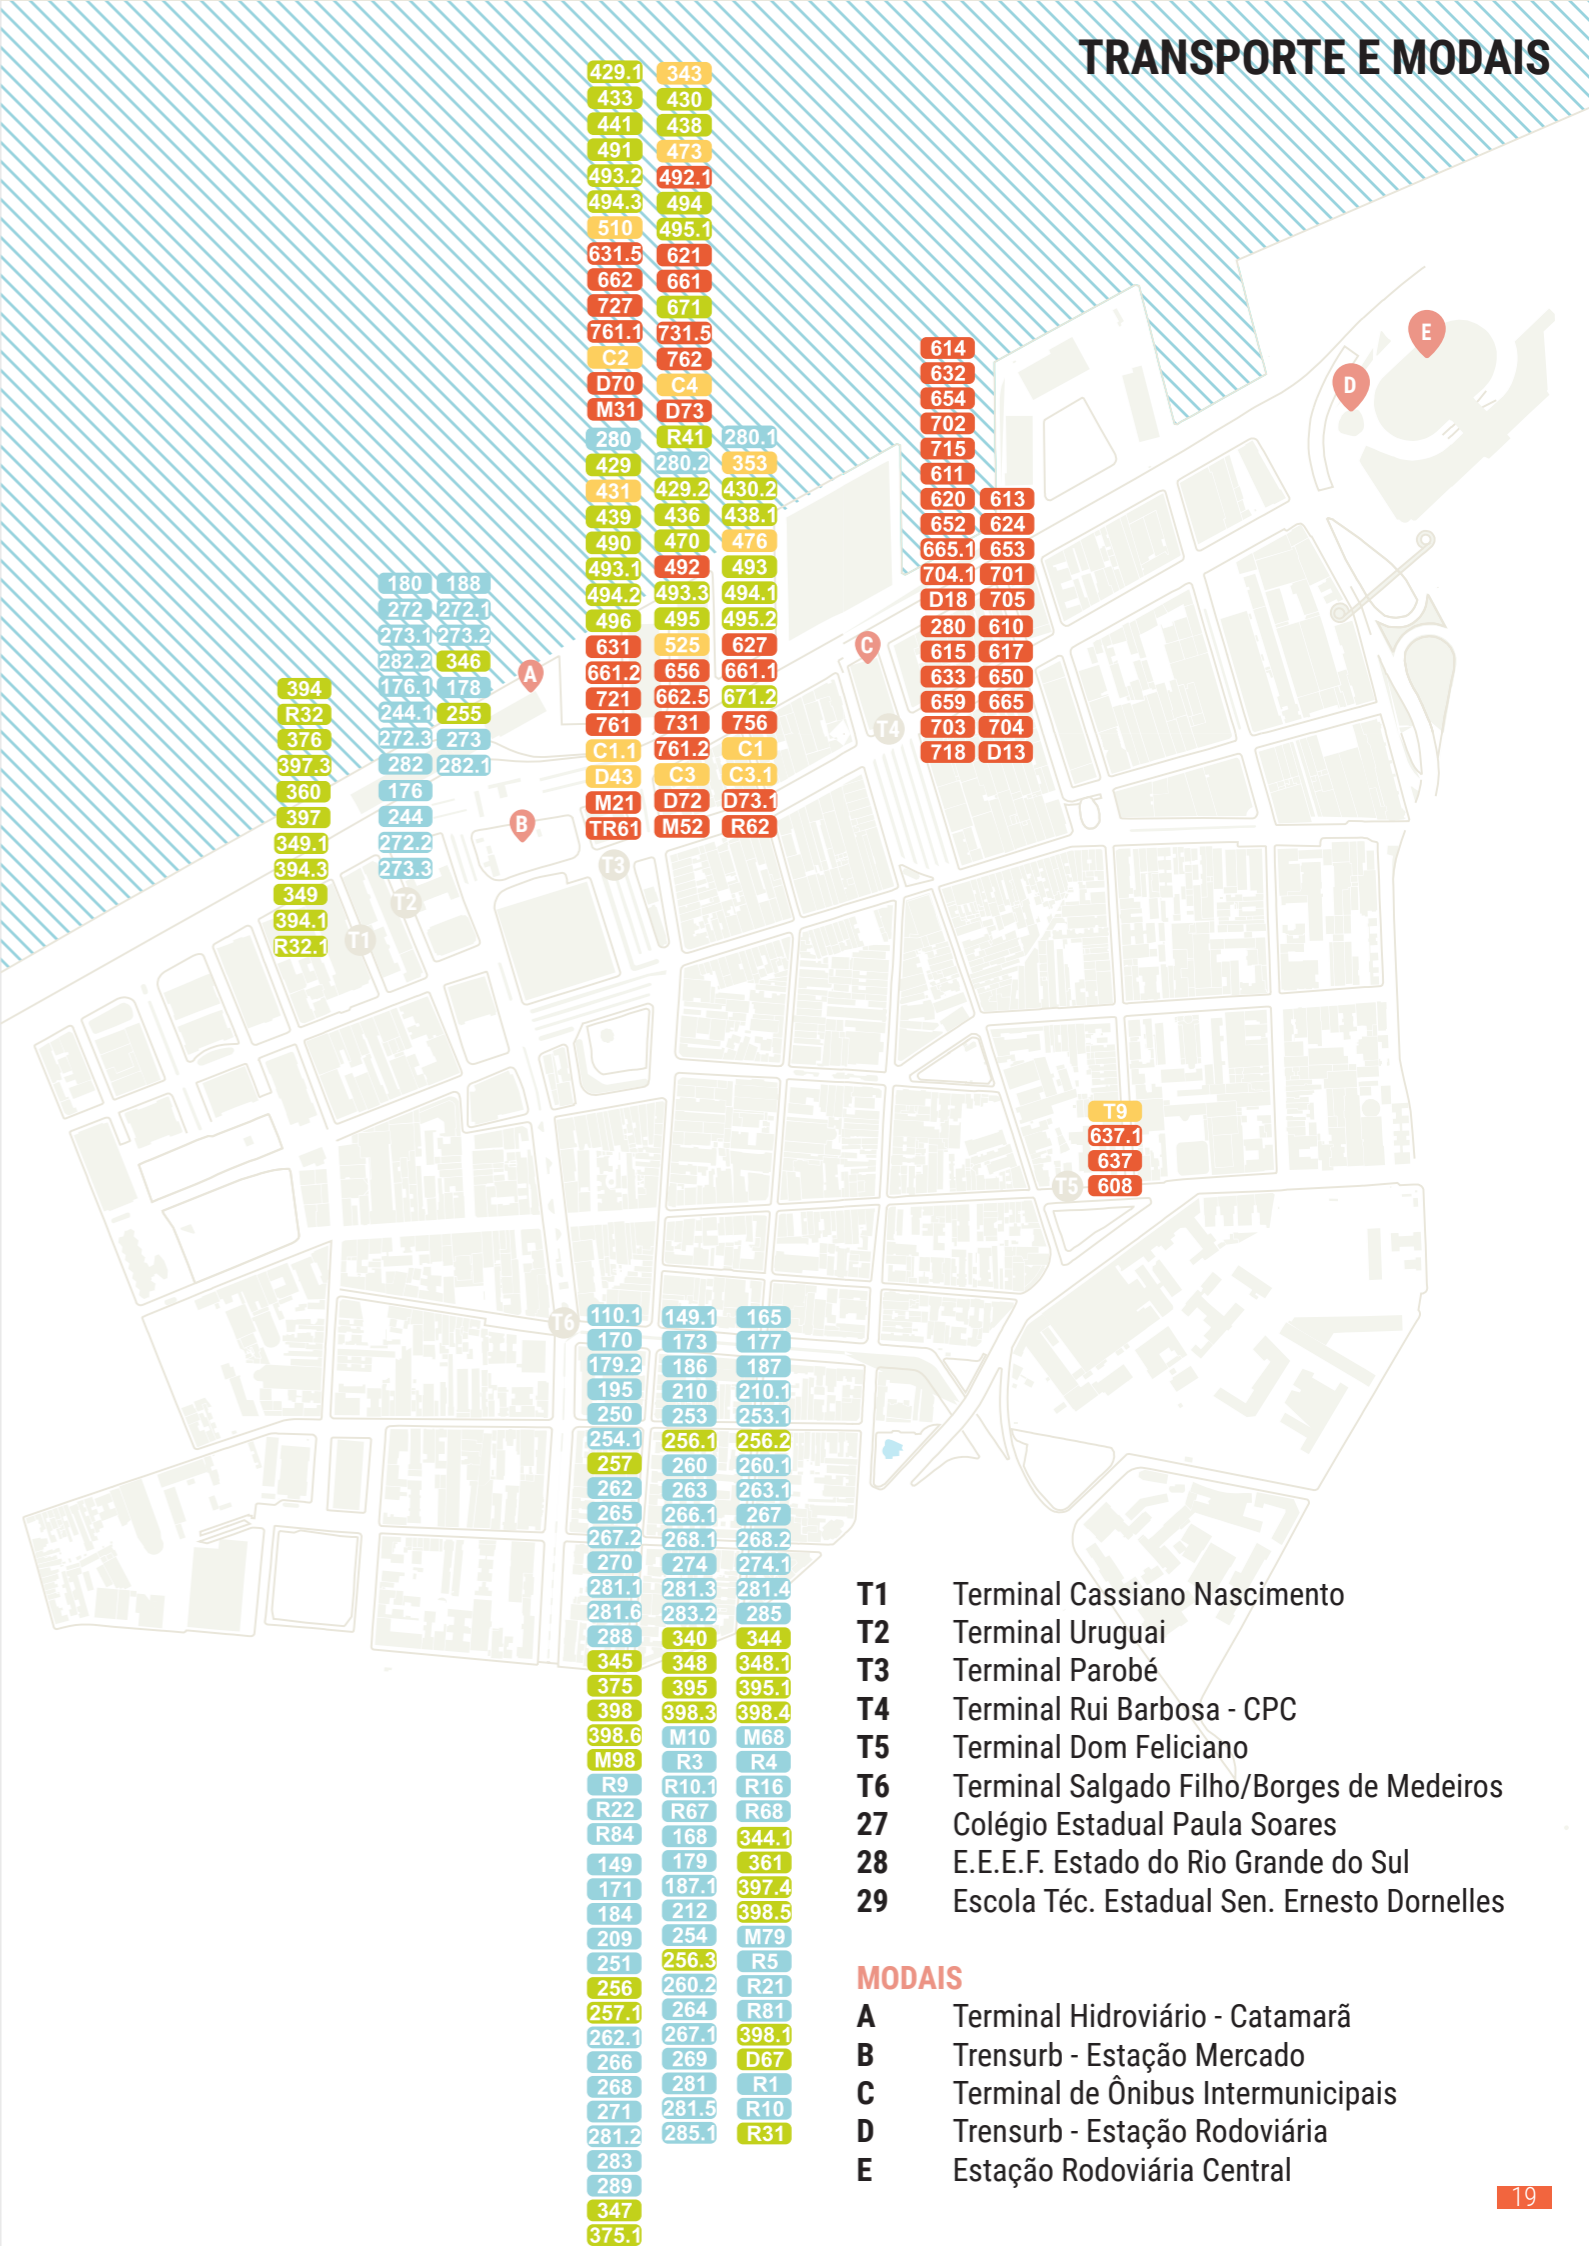 TRANSPORTE E MODAIS
429.1 343
433 430
441 438
491 473
493.2 492.1
494.3 494
510 495.1
631.5 621
662 661
727 671
761.1 731.5
C2 762
D70 C4
M31 D73
280 R41 280.1
429 280.2 353
431 429.2 430.2
439 436 438.1
490 470 476
493.1 492 493
494.2 493.3 494.1
496 495 495.2
631 525 627
661.2 656 661.1
721 662.5 671.2
761 731 756
C1.1 761.2 C1
D43 C3 C3.1
M21 D72 D73.1
TR61 M52 R62
T3
614
632
654
702
715
611
620 613
652 624
665.1 653
704.1 701
D18 705
280 610
615 617
633 650
659 665
703 704
718 D13
T4
E
D
C
A
B
180 188
272 272.1
273.1 273.2
282.2 346
176.1 178
244.1 255
272.3 273
282 282.1
176
244
272.2
273.3
T2
394
R32
376
397.3
360
397
349.1
394.3
349
394.1
R32.1
T1
T9
637.1
637
608
T5
T6
110.1 149.1 165
170 173 177
179.2 186 187
195 210 210.1
250 253 253.1
254.1 256.1 256.2
257 260 260.1
262 263 263.1
265 266.1 267
267.2 268.1 268.2
270 274 274.1
281.1 281.3 281.4
281.6 283.2 285
288 340 344
345 348 348.1
375 395 395.1
398 398.3 398.4
398.6 M10 M68
M98 R3 R4
R9 R10.1 R16
R22 R67 R68
R84 168 344.1
149 179 361
171 187.1 397.4
184 212 398.5
209 254 M79
251 256.3 R5
256 260.2 R21
257.1 264 R81
262.1 267.1 398.1
266 269 D67
268 281 R1
271 281.5 R10
281.2 285.1 R31
283
289
347
375.1
T1 Terminal Cassiano Nascimento
T2 Terminal Uruguai
T3 Terminal Parobé
T4 Terminal Rui Barbosa - CPC
T5 Terminal Dom Feliciano
T6 Terminal Salgado Filho/Borges de Medeiros
27 Colégio Estadual Paula Soares
28 E.E.E.F. Estado do Rio Grande do Sul
29 Escola Téc. Estadual Sen. Ernesto Dornelles
MODAIS
A Terminal Hidroviário - Catamarã
B Trensurb - Estação Mercado
C Terminal de Ônibus Intermunicipais
D Trensurb - Estação Rodoviária
E Estação Rodoviária Central
19